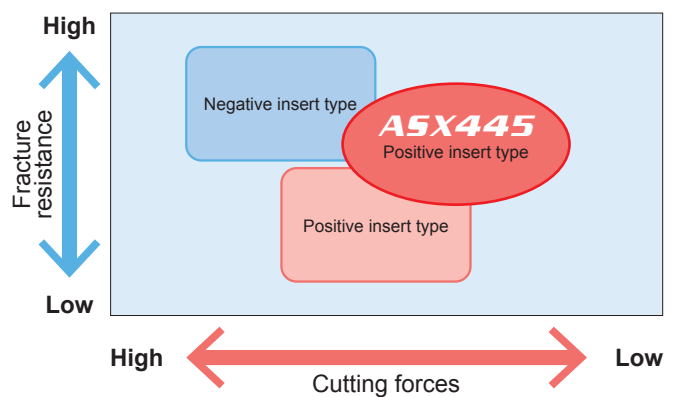 High
Negative insert type
ASX445
Positive insert type
Fracture
resistance
Positive insert type
Low
High
Low
Cutting forces